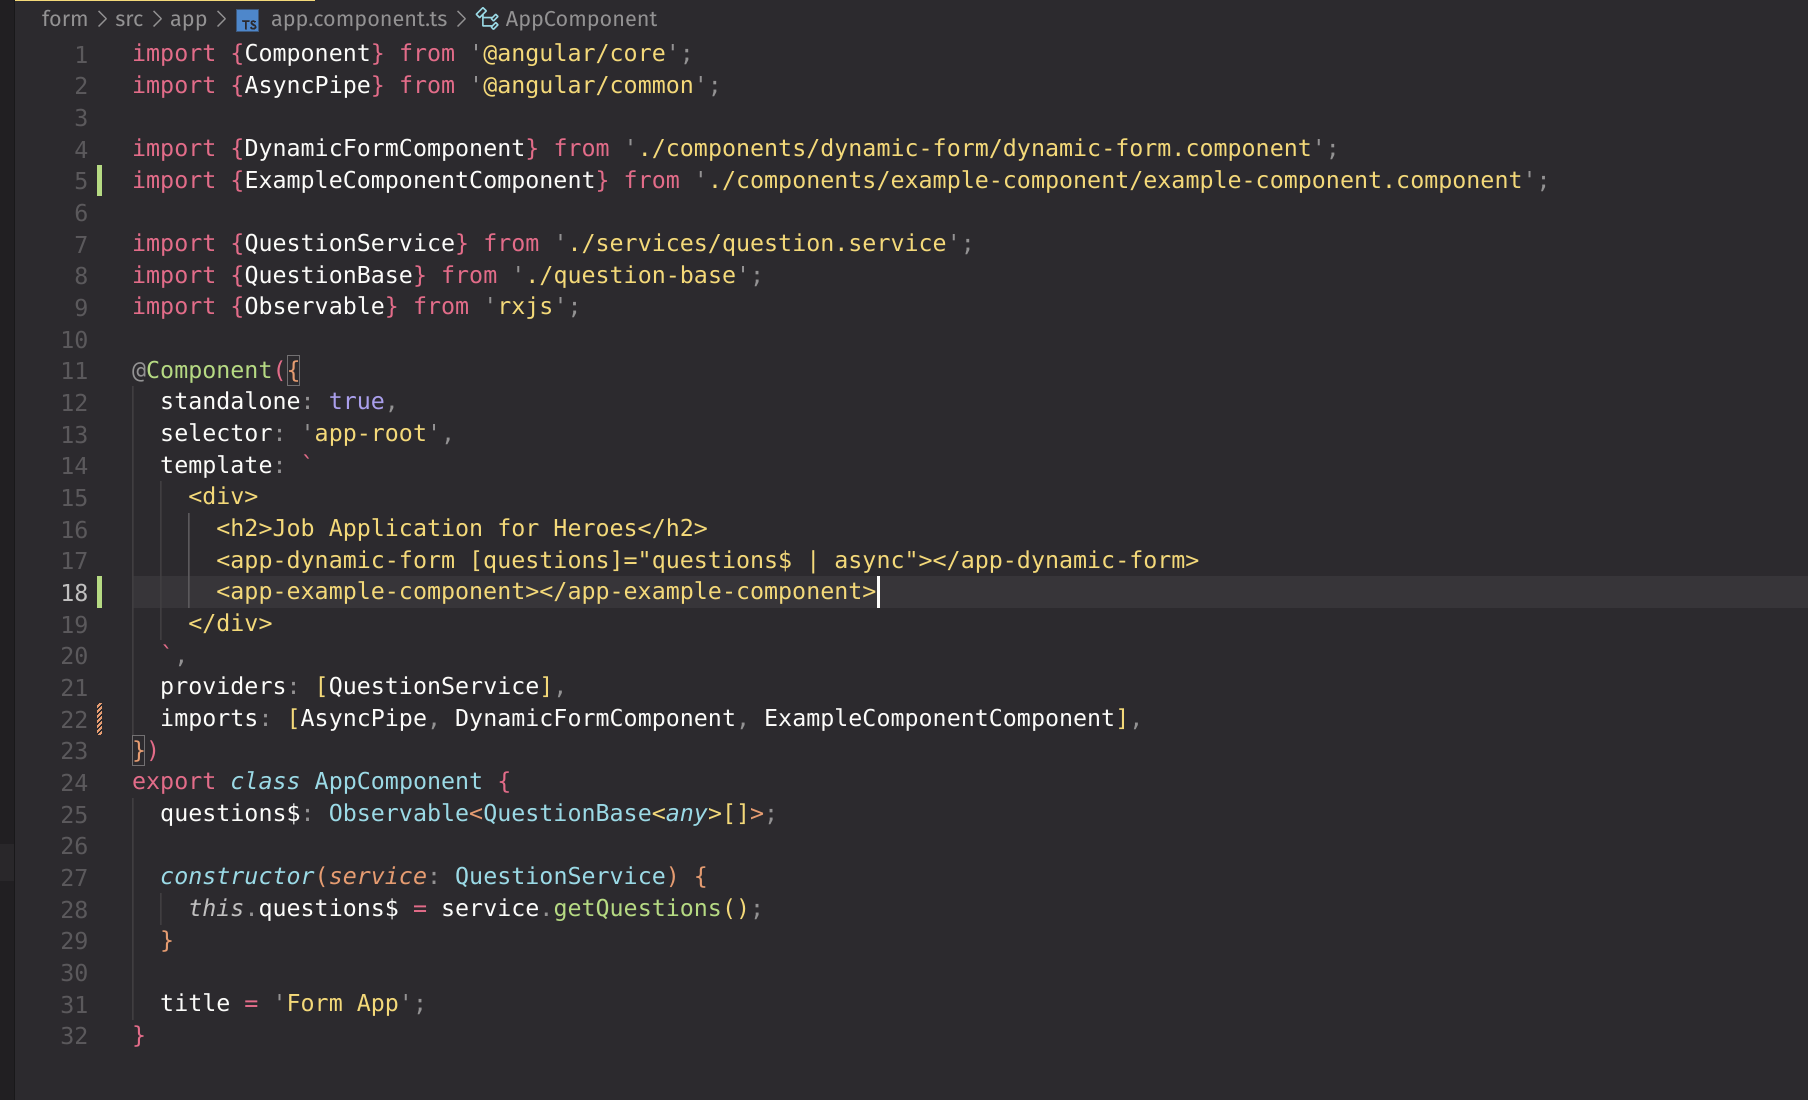 form > src > app > TS app.component.ts > AppComponent
1 import {Component} from '@angular/core';
2 import {AsyncPipe} from '@angular/common';
3
4 import {DynamicFormComponent} from './components/dynamic-form/dynamic-form.component';
5 import {ExampleComponentComponent} from './components/example-component/example-component.component';
6
7 import {QuestionService} from './services/question.service';
8 import {QuestionBase} from './question-base';
9 import {Observable} from 'rxjs';
10
11 @Component({
12   standalone: true,
13   selector: 'app-root',
14   template: `
15     <div>
16       <h2>Job Application for Heroes</h2>
17       <app-dynamic-form [questions]="questions$ | async"></app-dynamic-form>
18       <app-example-component></app-example-component>
19     </div>
20   `,
21   providers: [QuestionService],
22   imports: [AsyncPipe, DynamicFormComponent, ExampleComponentComponent],
23 })
24 export class AppComponent {
25   questions$: Observable<QuestionBase<any>[]>;
26
27   constructor(service: QuestionService) {
28     this.questions$ = service.getQuestions();
29   }
30
31   title = 'Form App';
32 }